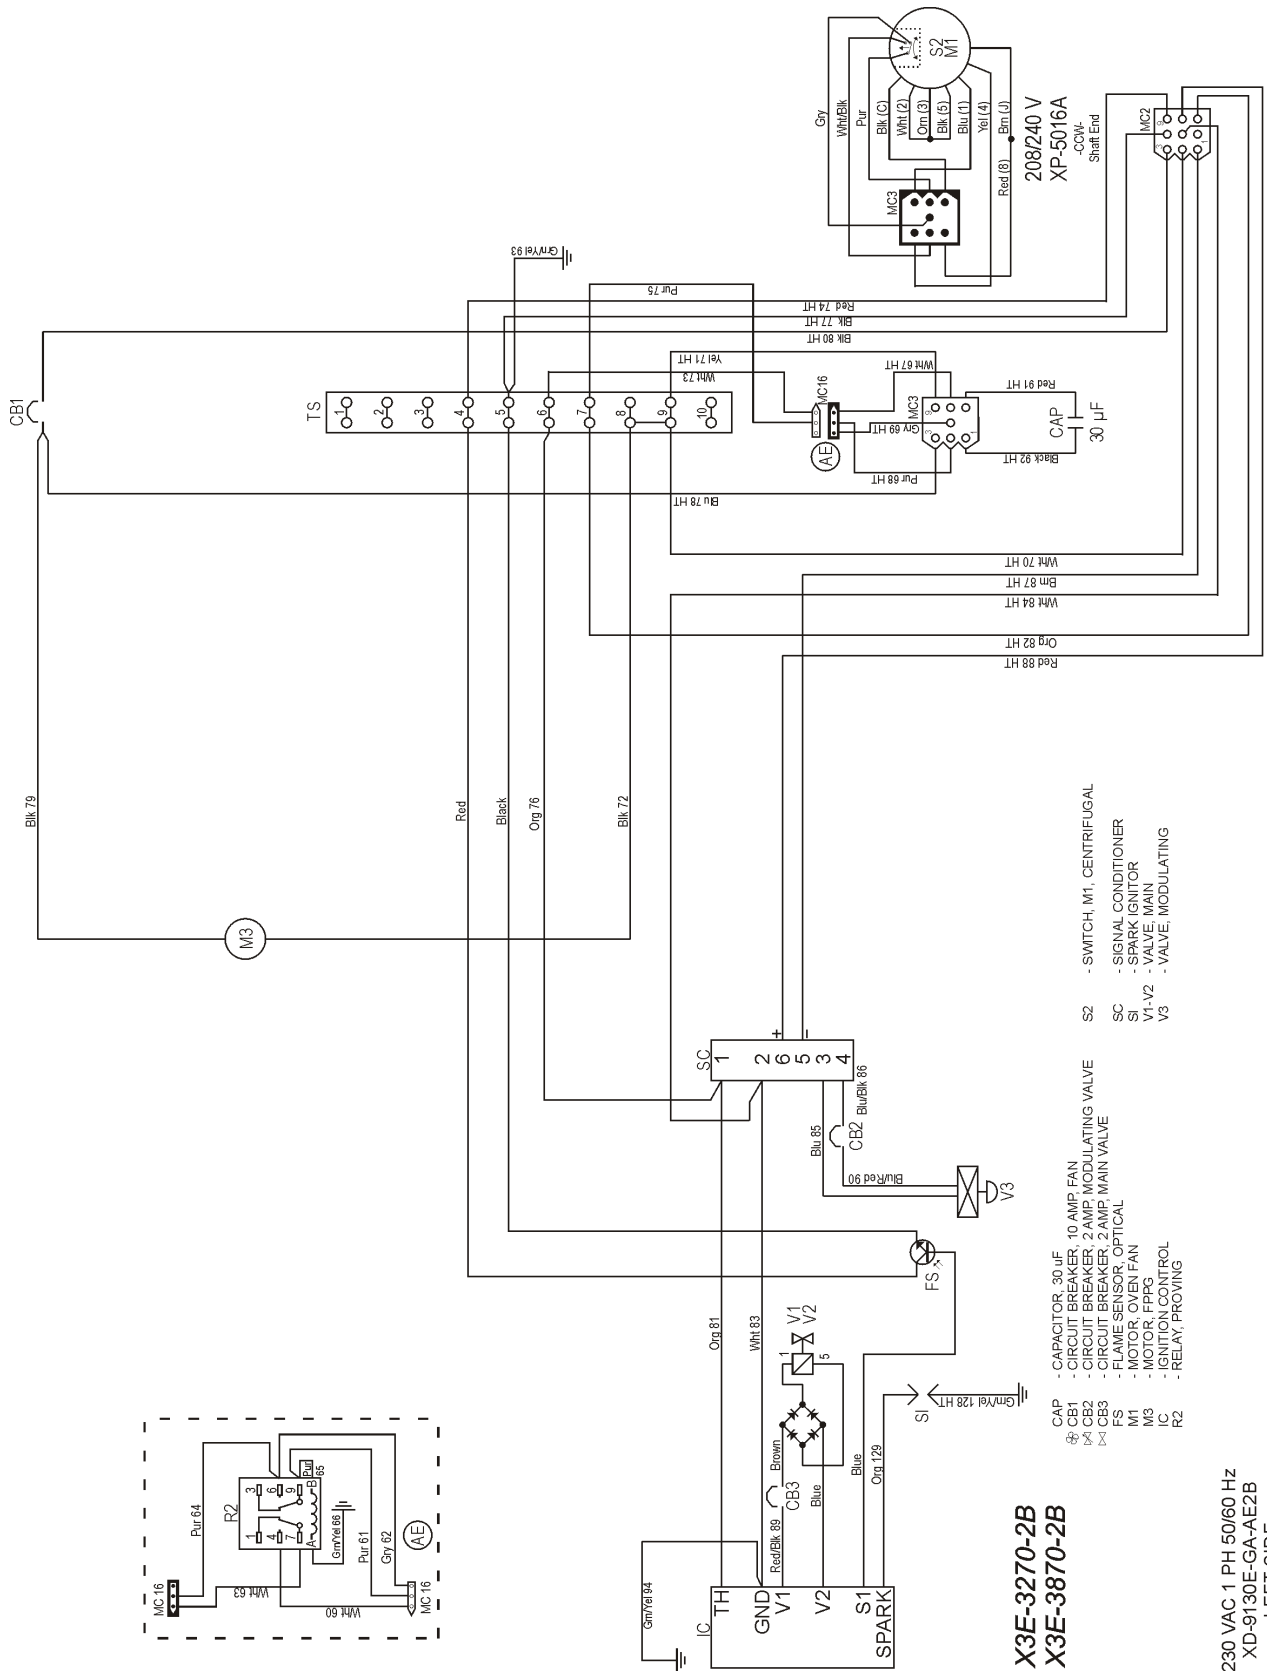 CB1
TS
1
2
3
4
5
6
7
8
9
10
Grn/Yel 93
Pur 75
Red 74 HT
Blk 77 HT
Blk 80 HT
Yel 71 HT
Wht 73
Wht 67 HT
Red 91 HT
MC16
AE
MC3
9
3
1
Gry 69 HT
Pur 68 HT
CAP
30 µF
Black 92 HT
Blu 78 HT
Wht 70 HT
Brn 87 HT
Wht 84 HT
Org 82 HT
Red 88 HT
Gry
Wht/Blk
Pur
Blk (C)
Wht (2)
Orn (3)
Blk (5)
Blu (1)
Yel (4)
Brn (J)
Red (8)
S2
M1
MC3
208/240 V
XP-5016A
-CCW-
Shaft End
MC2
9
3
1
Blk 79
Red
Black
Org 76
Blk 72
M3
SC
1
2
6
5
3
4
+
–
Blu 85
Blu/Blk 86
CB2
Blu/Red 90
V3
FS
Org 81
Wht 83
V1
V2
1
5
Brown
CB3
Red/Blk 89
Blue
Blue
Org 129
SI
Grn/Yel 128 HT
Grn/Yel 94
IC
TH
GND
V1
V2
S1
SPARK
Pur 64
R2
3
6
9
1
4
7
A
B
Pur
65
Grn/Yel 66
Pur 61
Gry 62
AE
MC 16
Wht 63
Wht 60
MC 16
CAP - CAPACITOR, 30 uF
CB1 - CIRCUIT BREAKER, 10 AMP, FAN
CB2 - CIRCUIT BREAKER, 2 AMP, MODULATING VALVE
CB3 - CIRCUIT BREAKER, 2 AMP, MAIN VALVE
FS - FLAME SENSOR, OPTICAL
M1 - MOTOR, OVEN FAN
M3 - MOTOR, FPPG
IC - IGNITION CONTROL
R2 - RELAY, PROVING
S2 - SWITCH, M1, CENTRIFUGAL
SC - SIGNAL CONDITIONER
SI - SPARK IGNITOR
V1-V2 - VALVE, MAIN
V3 - VALVE, MODULATING
X3E-3270-2B
X3E-3870-2B
230 VAC 1 PH 50/60 Hz
XD-9130E-GA-AE2B
LEFT SIDE